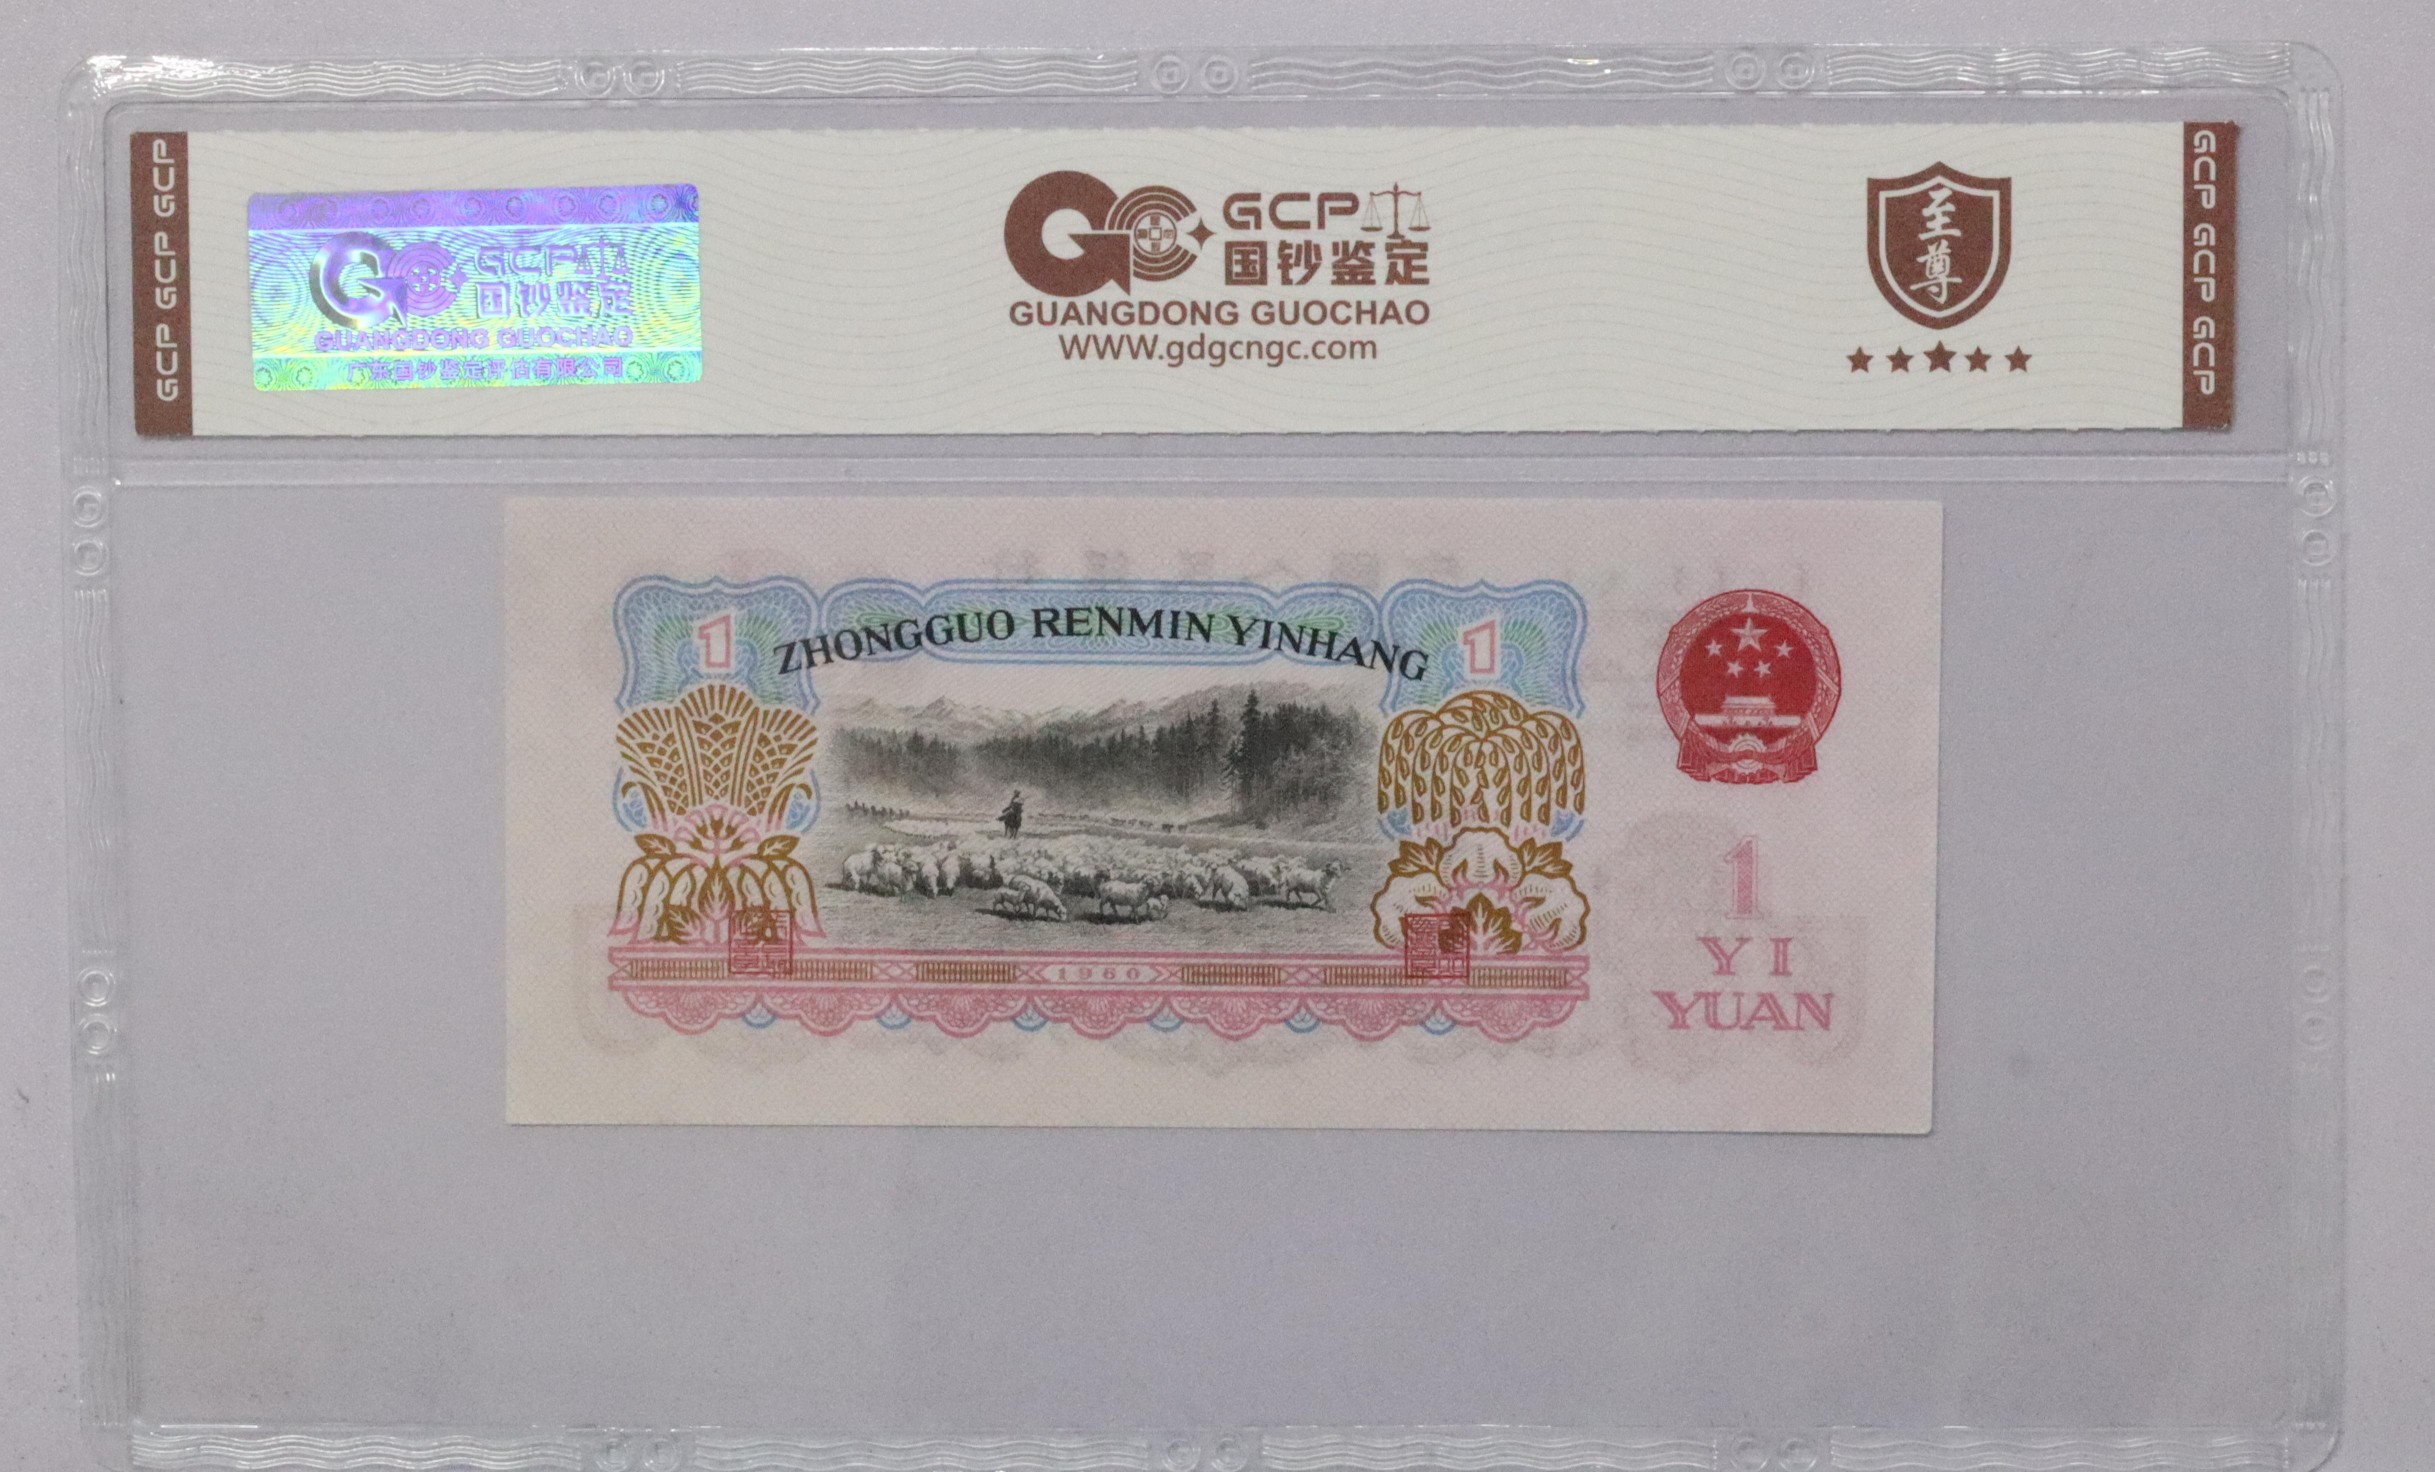 GCP GCP GCP
GCP
国钞鉴定
GUANGDONG GUOCHAO
广东国钞鉴定评估有限公司
GCP
国钞鉴定
GUANGDONG GUOCHAO
www.gdgcngc.com
至尊
GCP GCP GCP
1
ZHONGGUO RENMIN YINHANG
1
1960
1
YI
YUAN